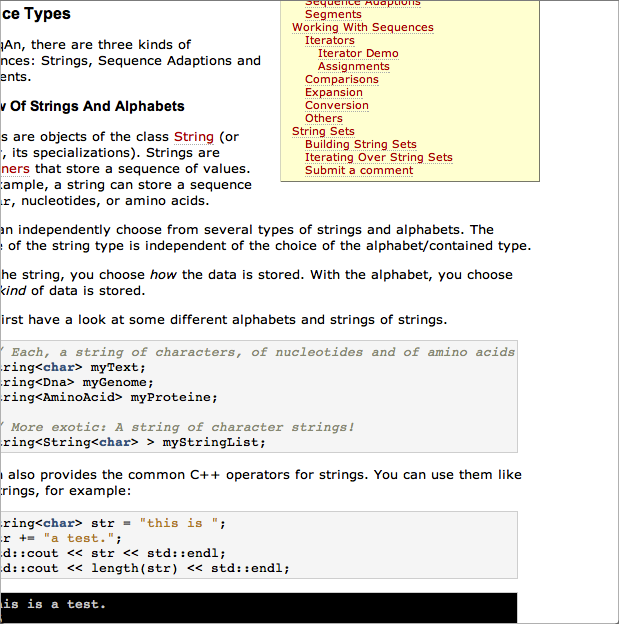 ce Types
qAn, there are three kinds of
nces: Strings, Sequence Adaptions and
ents.
w Of Strings And Alphabets
s are objects of the class String (or
, its specializations). Strings are
ners that store a sequence of values.
ample, a string can store a sequence
ar, nucleotides, or amino acids.
Sequence Adaptions
Segments
Working With Sequences
Iterators
Iterator Demo
Assignments
Comparisons
Expansion
Conversion
Others
String Sets
Building String Sets
Iterating Over String Sets
Submit a comment
an independently choose from several types of strings and alphabets. The
e of the string type is independent of the choice of the alphabet/contained type.
he string, you choose how the data is stored. With the alphabet, you choose
kind of data is stored.
irst have a look at some different alphabets and strings of strings.
/ Each, a string of characters, of nucleotides and of amino acids
ring<char> myText;
ring<Dna> myGenome;
ring<AminoAcid> myProteine;
/ More exotic: A string of character strings!
ring<String<char> > myStringList;
n also provides the common C++ operators for strings. You can use them like
trings, for example:
ring<char> str = "this is ";
r += "a test.";
d::cout << str << std::endl;
d::cout << length(str) << std::endl;
his is a test.